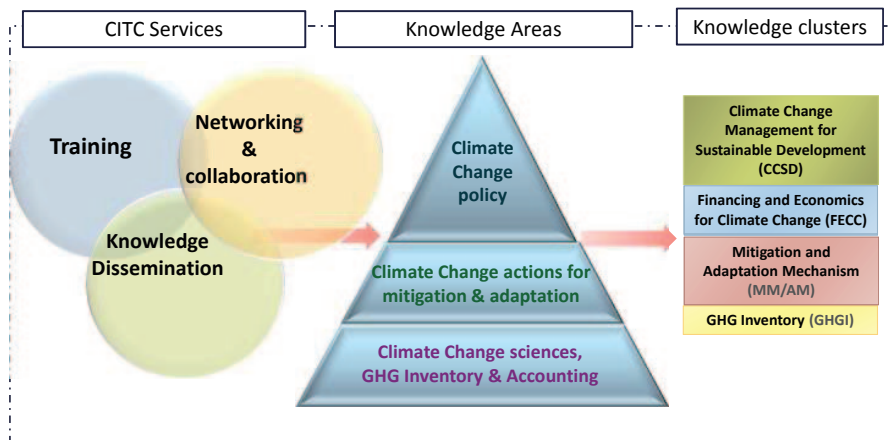 CITC Services
Knowledge Areas
Knowledge clusters
Training
Networking
&
collaboration
Knowledge
Dissemination
Climate
Change
policy
Climate Change actions for
mitigation & adaptation
Climate Change sciences,
GHG Inventory & Accounting
Climate Change
Management for
Sustainable Development
(CCSD)
Financing and Economics
for Climate Change (FECC)
Mitigation and
Adaptation Mechanism
(MM/AM)
GHG Inventory (GHGI)